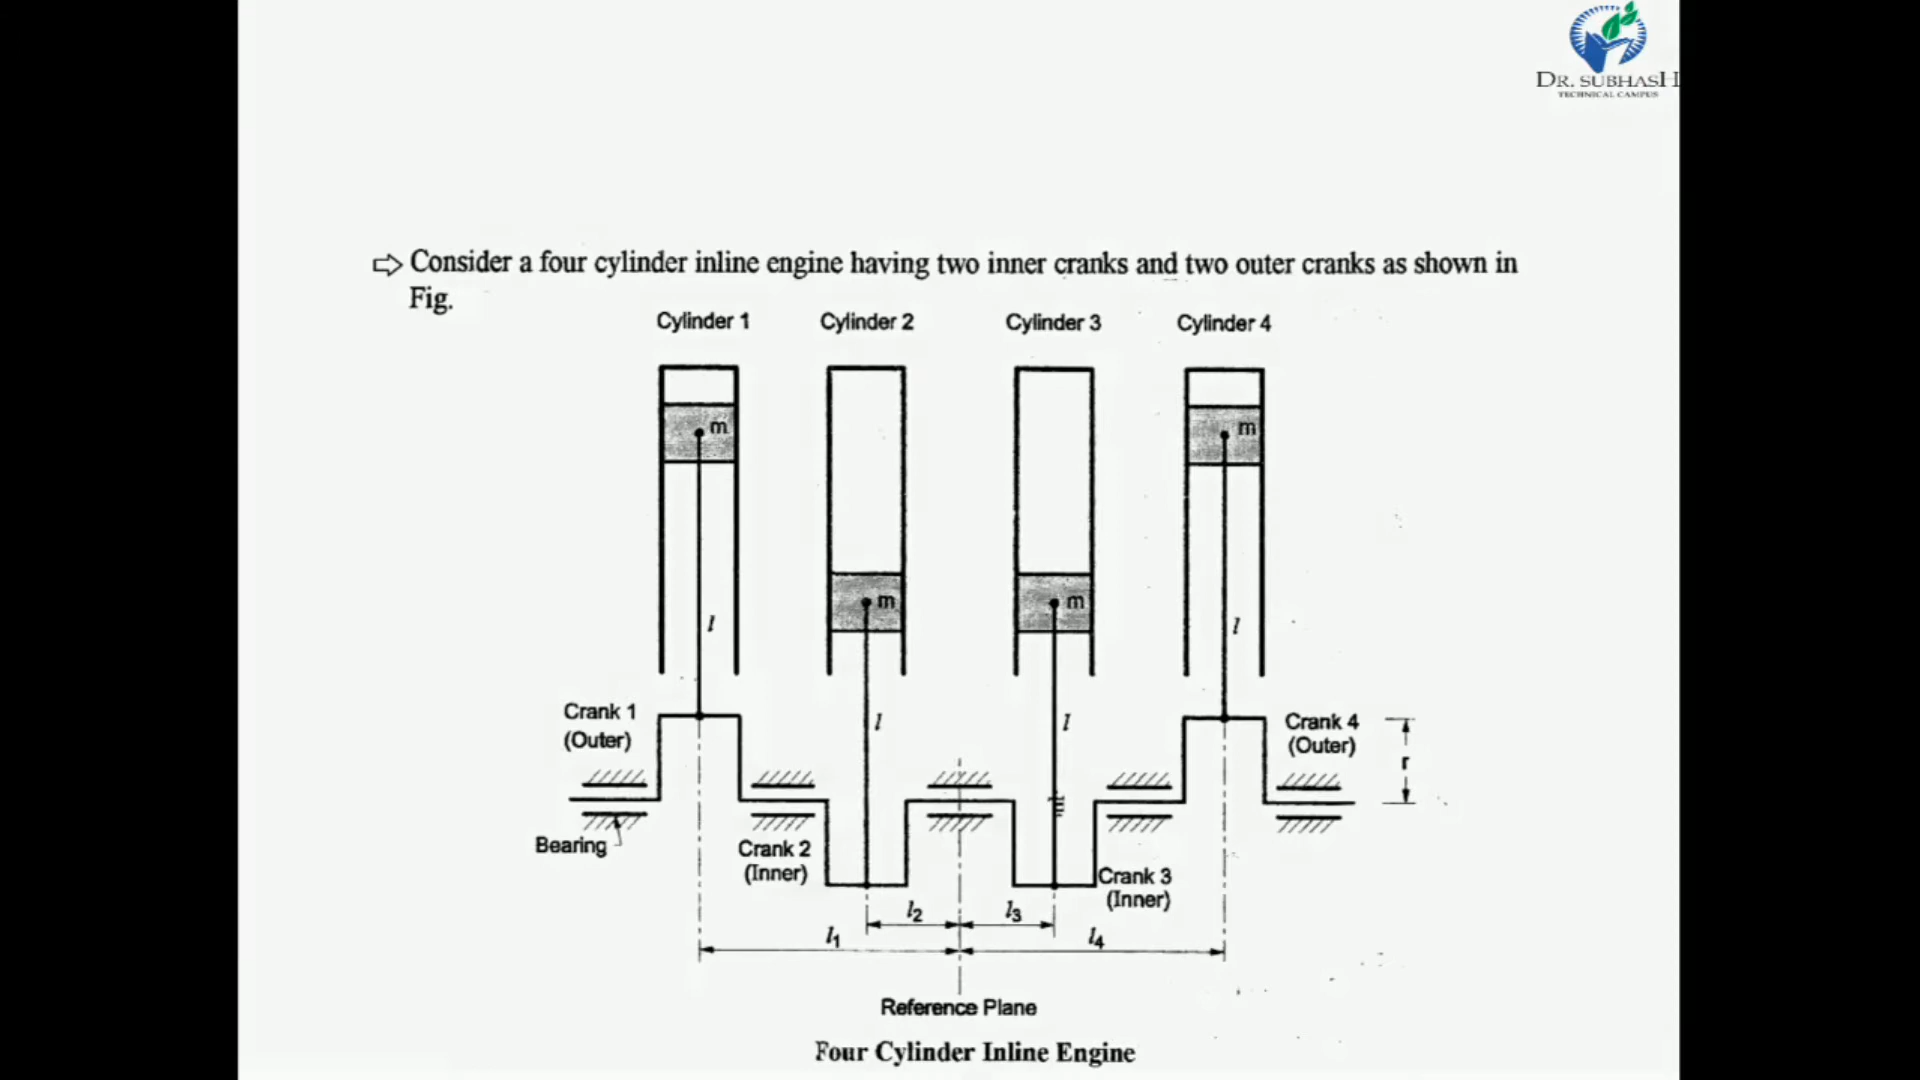 DR. SUBHASH
TECHNICAL CAMPUS
⇨ Consider a four cylinder inline engine having two inner cranks and two outer cranks as shown in
Fig.
Cylinder 1 Cylinder 2 Cylinder 3 Cylinder 4
m m
m m
l l
Crank 1
(Outer)
l l
Crank 4
(Outer)
r
Bearing
Crank 2
(Inner)
Crank 3
(Inner)
l2 l3
l1 l4
Reference Plane
Four Cylinder Inline Engine